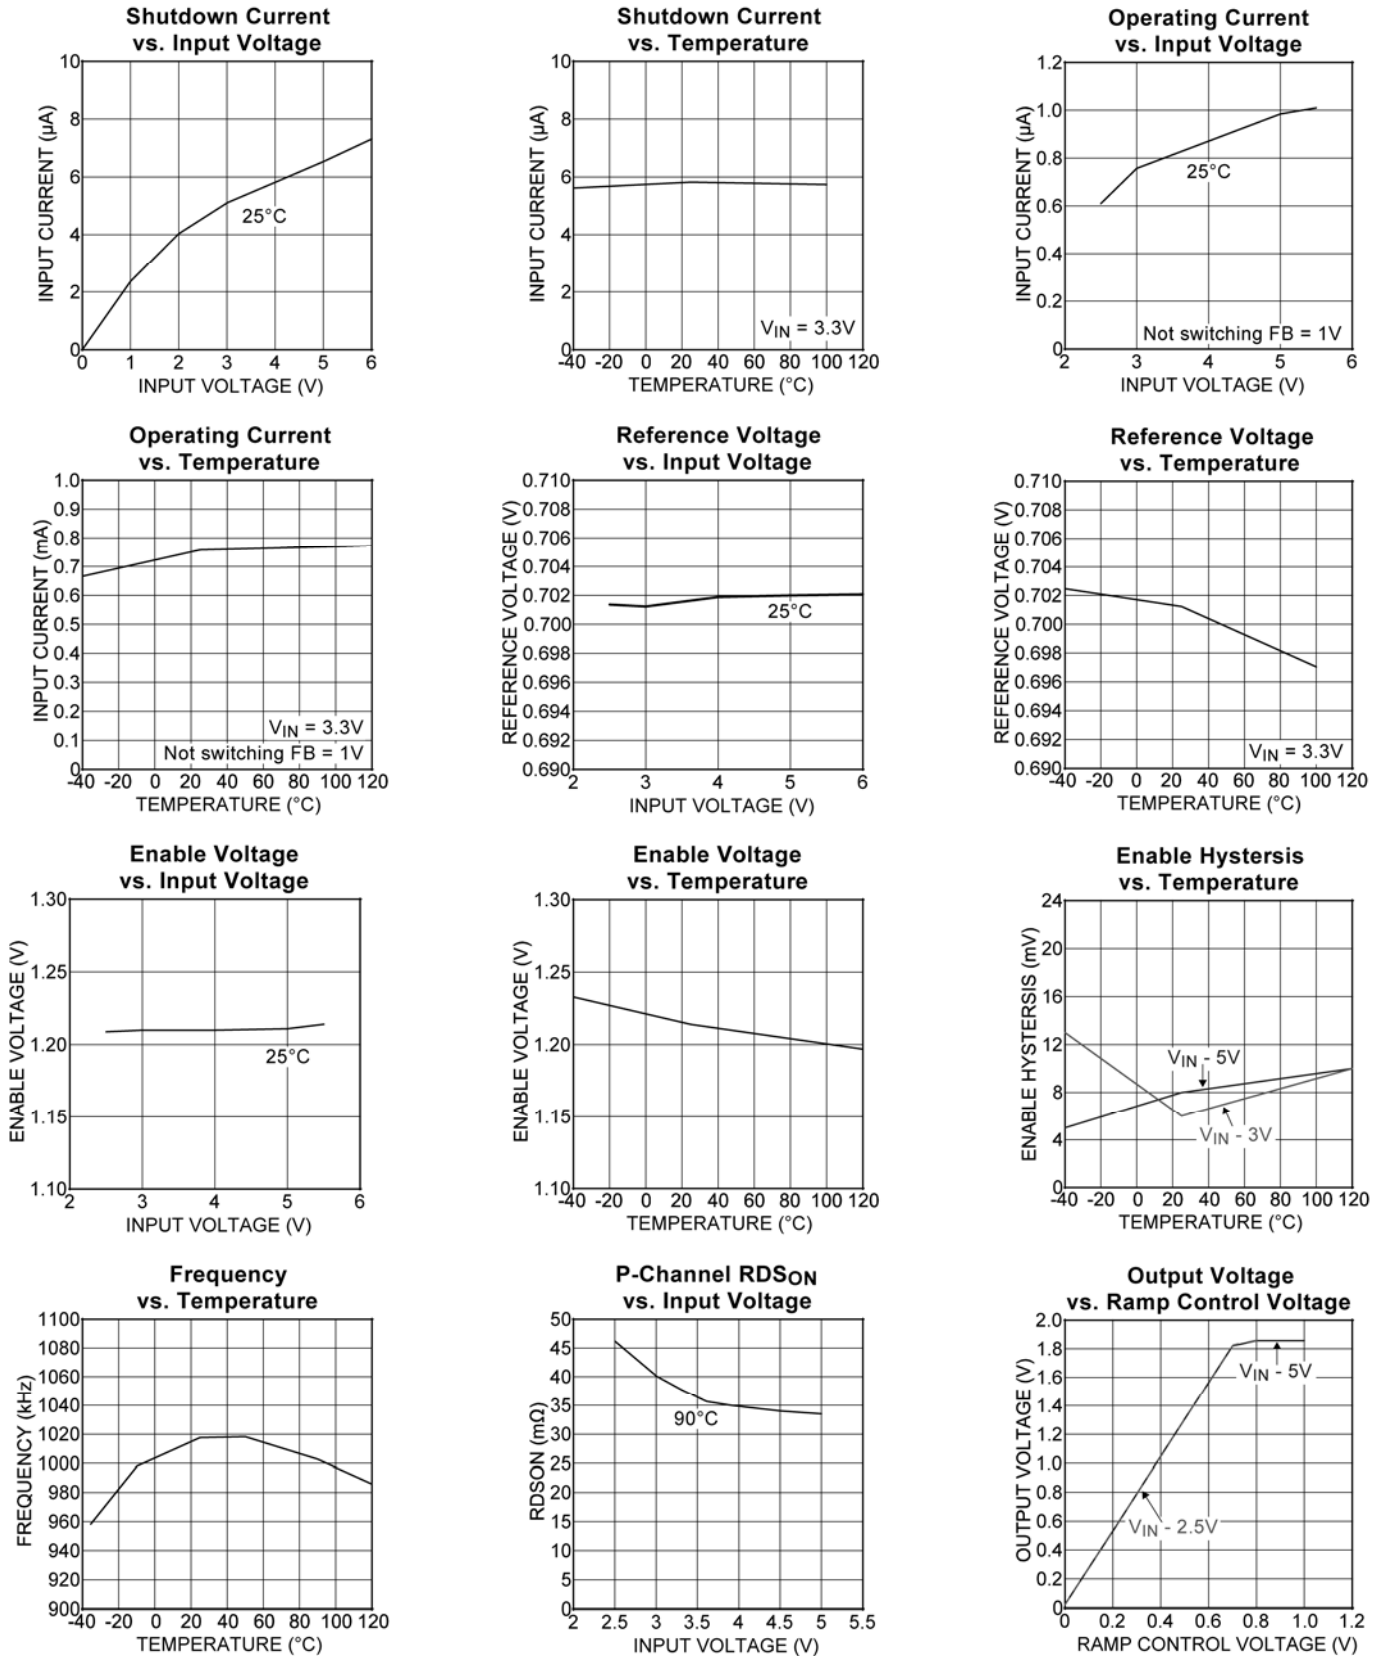 Shutdown Current
vs. Input Voltage
10
8
6
4
2
0
INPUT CURRENT (µA)
25°C
0 1 2 3 4 5 6
INPUT VOLTAGE (V)
Shutdown Current
vs. Temperature
10
8
6
4
2
0
INPUT CURRENT (µA)
VIN = 3.3V
-40 -20 0 20 40 60 80 100 120
TEMPERATURE (°C)
Operating Current
vs. Input Voltage
1.2
1.0
0.8
0.6
0.4
0.2
0
INPUT CURRENT (µA)
25°C
Not switching FB = 1V
2 3 4 5 6
INPUT VOLTAGE (V)
Operating Current
vs. Temperature
1.0
0.9
0.8
0.7
0.6
0.5
0.4
0.3
0.2
0.1
0
INPUT CURRENT (mA)
VIN = 3.3V
Not switching FB = 1V
-40 -20 0 20 40 60 80 100 120
TEMPERATURE (°C)
Reference Voltage
vs. Input Voltage
0.710
0.708
0.706
0.704
0.702
0.700
0.698
0.696
0.694
0.692
0.690
REFERENCE VOLTAGE (V)
25°C
2 3 4 5 6
INPUT VOLTAGE (V)
Reference Voltage
vs. Temperature
0.710
0.708
0.706
0.704
0.702
0.700
0.698
0.696
0.694
0.692
0.690
REFERENCE VOLTAGE (V)
VIN = 3.3V
-40 -20 0 20 40 60 80 100 120
TEMPERATURE (°C)
Enable Voltage
vs. Input Voltage
1.30
1.25
1.20
1.15
1.10
ENABLE VOLTAGE (V)
25°C
2 3 4 5 6
INPUT VOLTAGE (V)
Enable Voltage
vs. Temperature
1.30
1.25
1.20
1.15
1.10
ENABLE VOLTAGE (V)
-40 -20 0 20 40 60 80 100 120
TEMPERATURE (°C)
Enable Hystersis
vs. Temperature
24
20
16
12
8
4
0
ENABLE HYSTERSIS (mV)
VIN - 5V
VIN - 3V
-40 -20 0 20 40 60 80 100 120
TEMPERATURE (°C)
Frequency
vs. Temperature
1100
1080
1060
1040
1020
1000
980
960
940
920
900
FREQUENCY (kHz)
-40 -20 0 20 40 60 80 100 120
TEMPERATURE (°C)
P-Channel RDSON
vs. Input Voltage
50
45
40
35
30
25
20
15
10
5
0
RDSON (mΩ)
90°C
2 2.5 3 3.5 4 4.5 5 5.5
INPUT VOLTAGE (V)
Output Voltage
vs. Ramp Control Voltage
2.0
1.8
1.6
1.4
1.2
1.0
0.8
0.6
0.4
0.2
0
OUTPUT VOLTAGE (V)
VIN - 5V
VIN - 2.5V
0 0.2 0.4 0.6 0.8 1.0 1.2
RAMP CONTROL VOLTAGE (V)